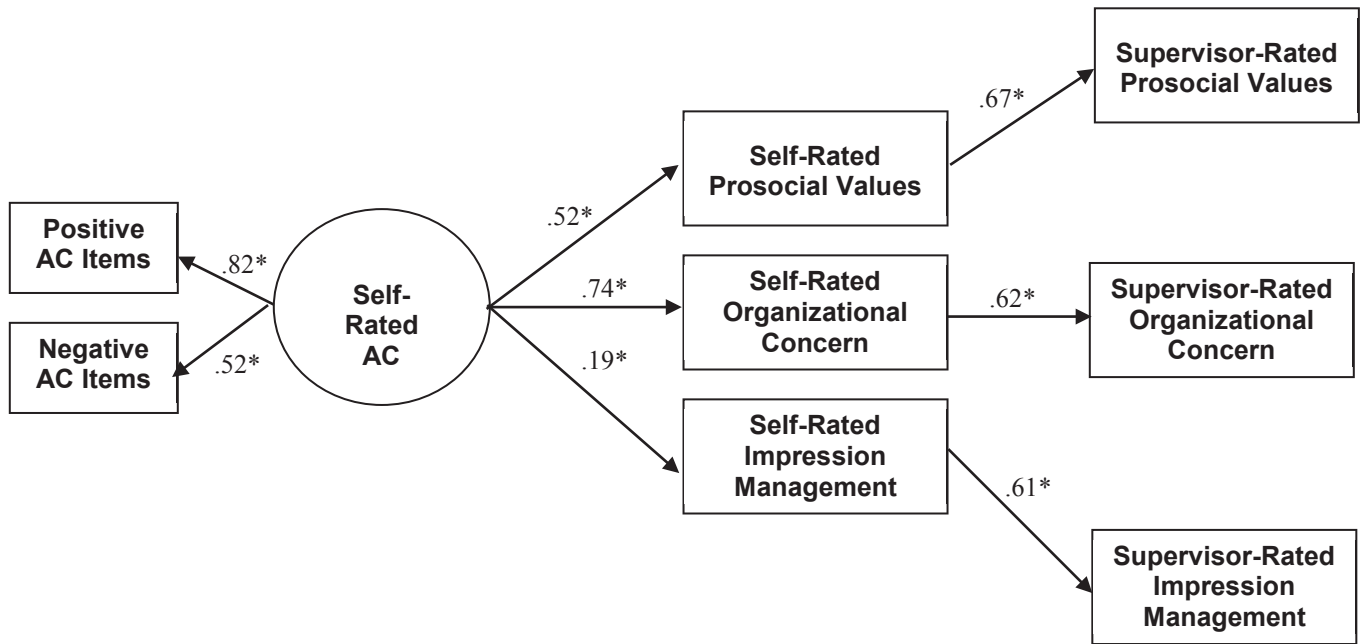 Positive
AC Items
Negative
AC Items
.82*
.52*
Self-
Rated
AC
.52*
.74*
.19*
Self-Rated
Prosocial Values
Self-Rated
Organizational
Concern
Self-Rated
Impression
Management
.67*
.62*
.61*
Supervisor-Rated
Prosocial Values
Supervisor-Rated
Organizational
Concern
Supervisor-Rated
Impression
Management